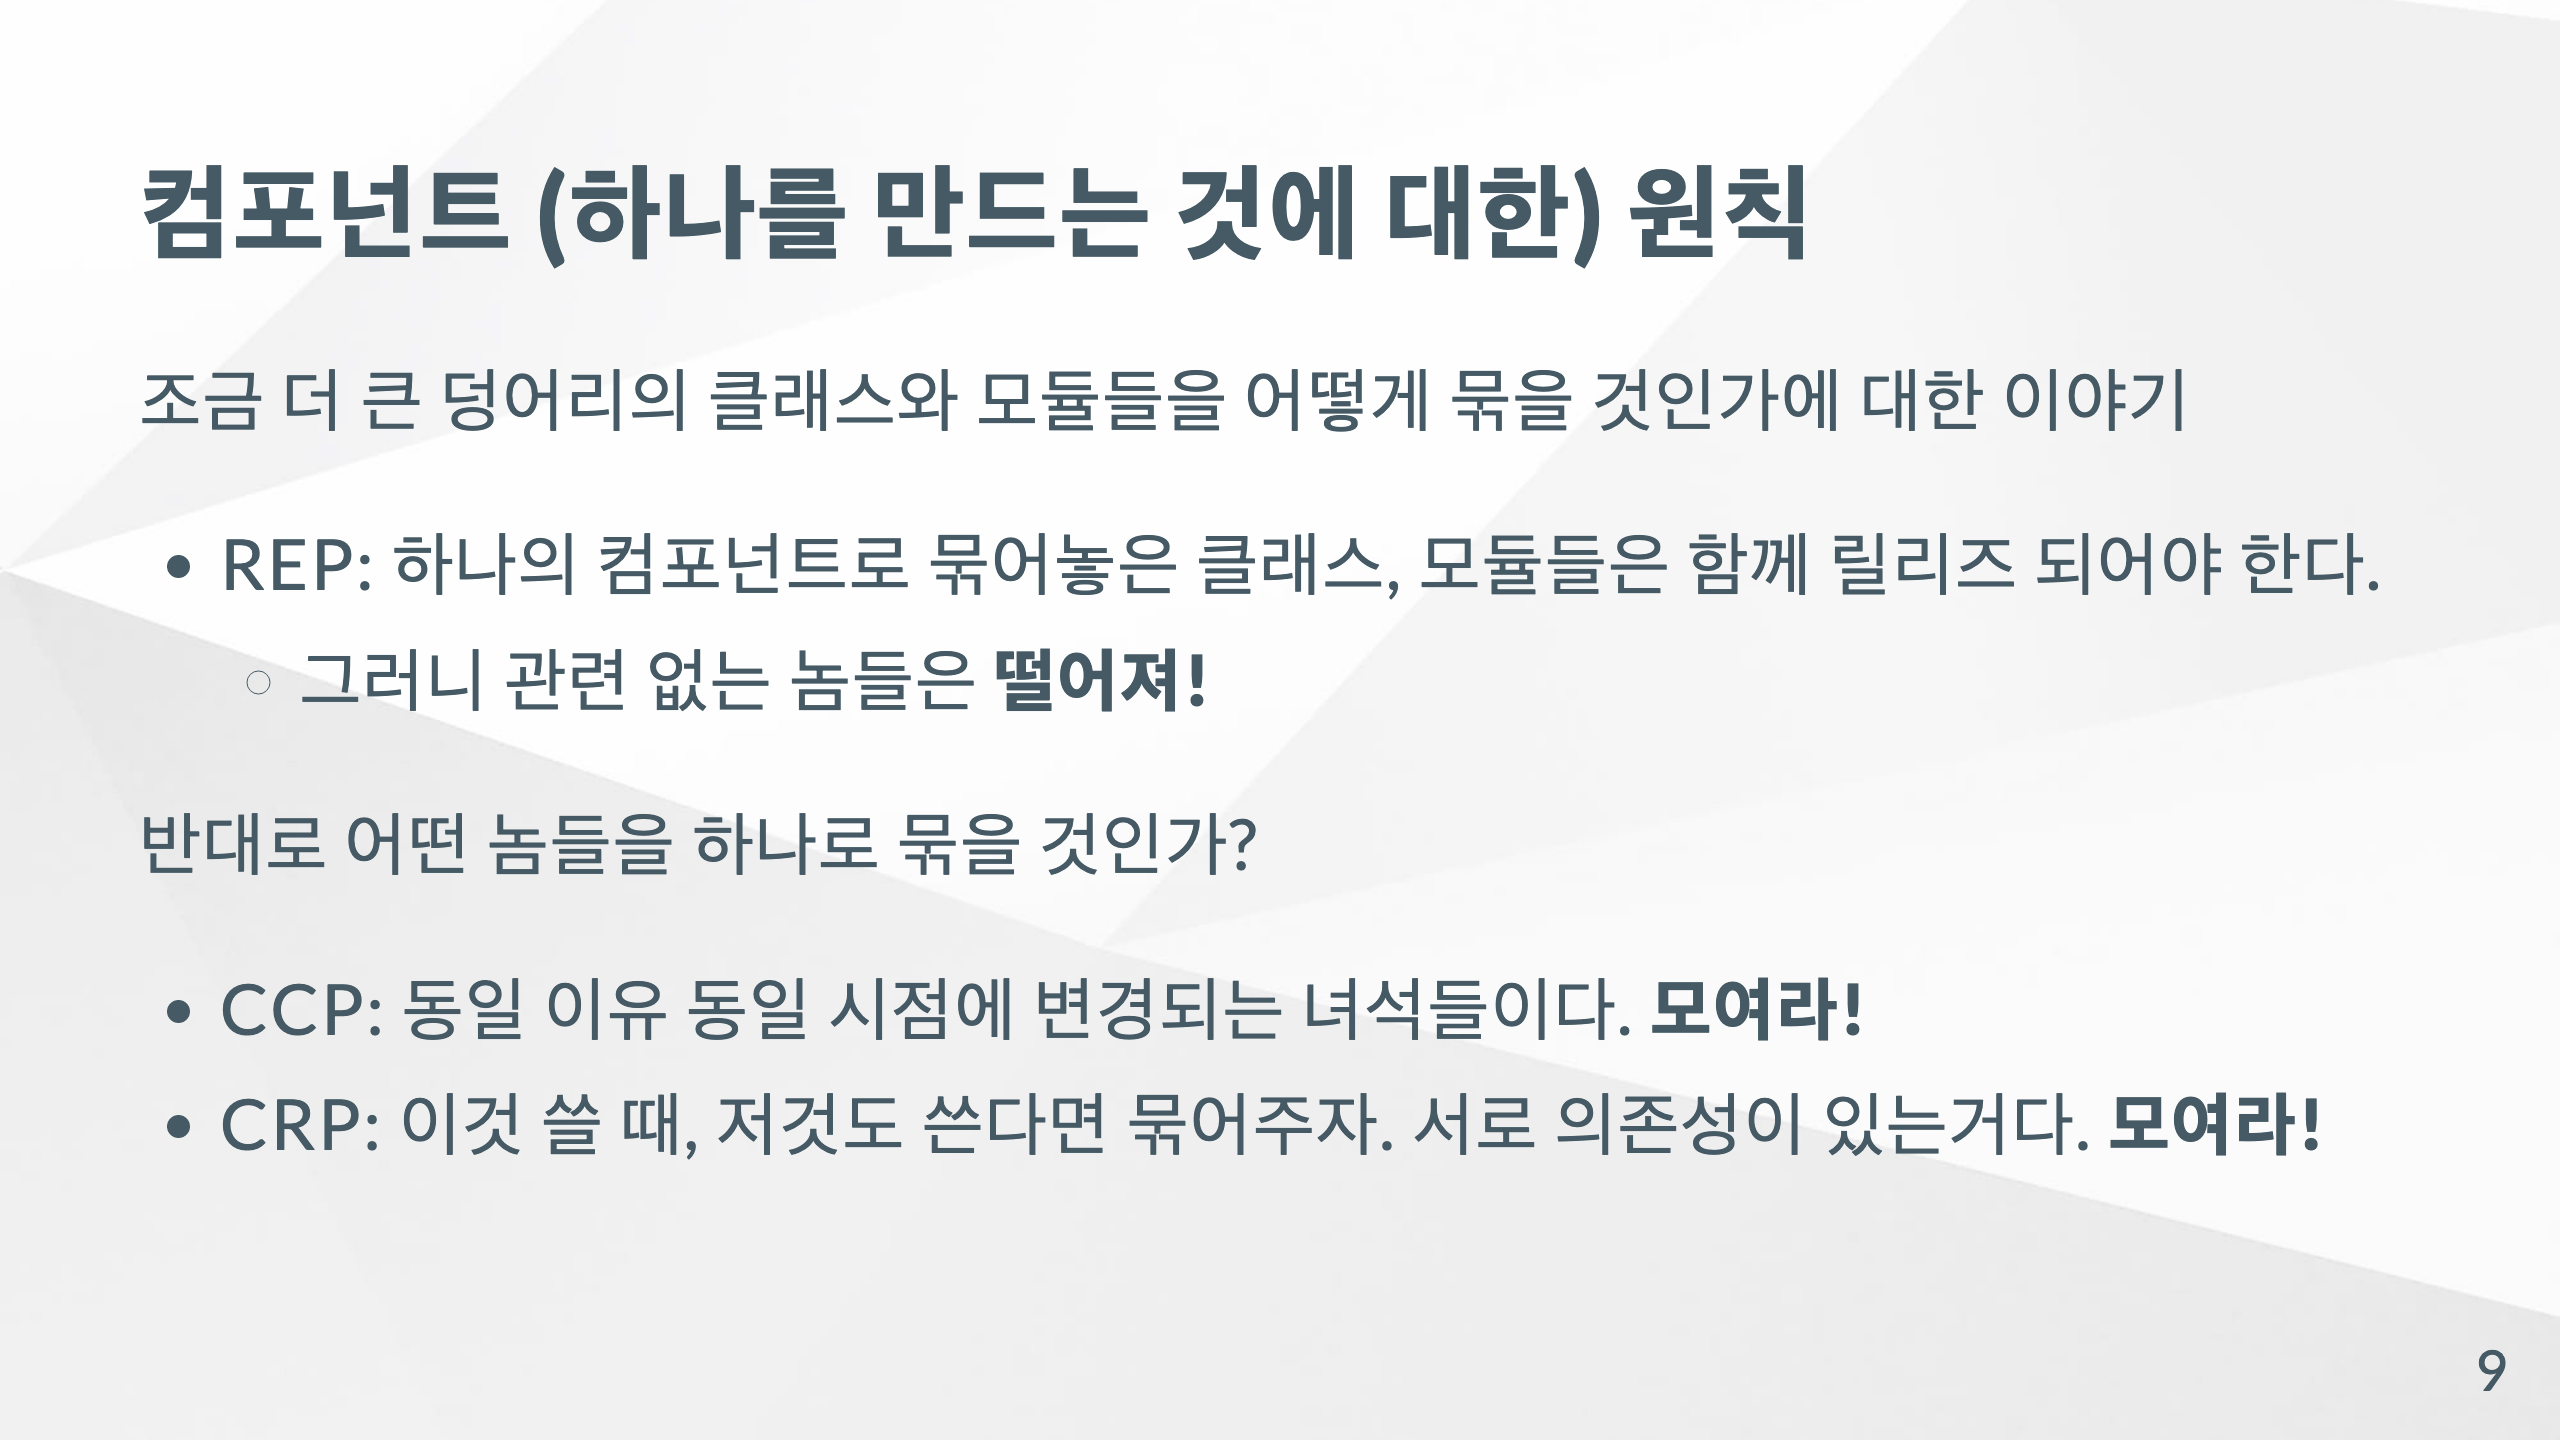 컴포넌트 (하나를 만드는 것에 대한) 원칙
조금 더 큰 덩어리의 클래스와 모듈들을 어떻게 묶을 것인가에 대한 이야기
• REP: 하나의 컴포넌트로 묶어놓은 클래스, 모듈들은 함께 릴리즈 되어야 한다.
○ 그러니 관련 없는 놈들은 떨어져!
반대로 어떤 놈들을 하나로 묶을 것인가?
• CCP: 동일 이유 동일 시점에 변경되는 녀석들이다. 모여라!
• CRP: 이것 쓸 때, 저것도 쓴다면 묶어주자. 서로 의존성이 있는거다. 모여라!
9